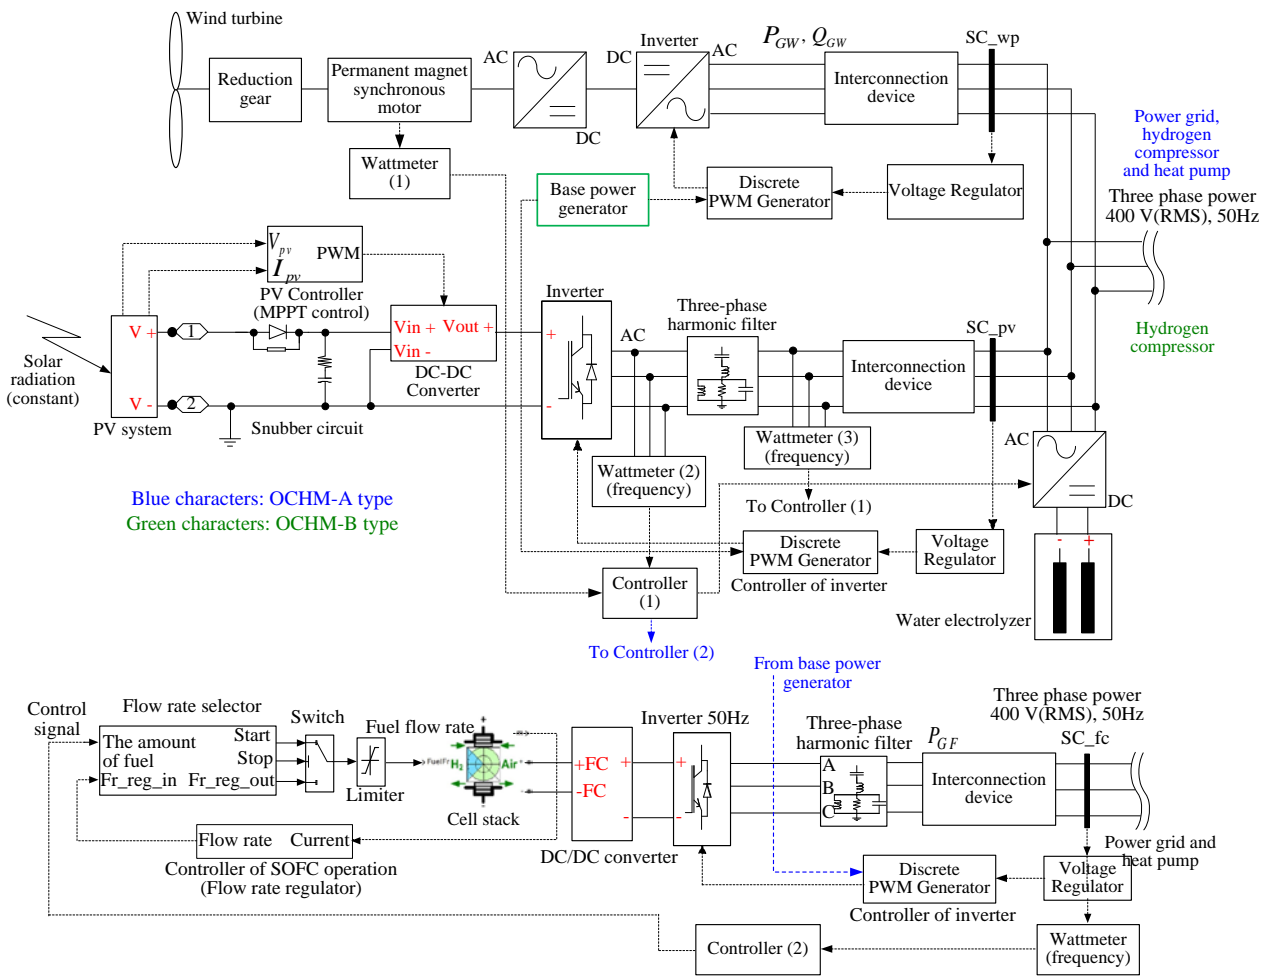 Wind turbine
Reduction
gear
Permanent magnet
synchronous
motor
AC
DC
DC
Inverter
AC
P_GW, Q_GW
Interconnection
device
SC_wp
Wattmeter
(1)
Base power
generator
Discrete
PWM Generator
Voltage Regulator
Power grid,
hydrogen
compressor
and heat pump
Three phase power
400 V(RMS), 50Hz
Hydrogen
compressor
V_pv
I_pv
PWM
PV Controller
(MPPT control)
Solar
radiation
(constant)
V +
V -
PV system
1
2
Snubber circuit
Vin +
Vout +
Vin -
DC-DC
Converter
Inverter
+
-
AC
Three-phase
harmonic filter
Interconnection
device
SC_pv
Wattmeter (2)
(frequency)
Wattmeter (3)
(frequency)
To Controller (1)
AC
DC
- +
Water electrolyzer
Blue characters: OCHM-A type
Green characters: OCHM-B type
Discrete
PWM Generator
Controller of inverter
Voltage
Regulator
Controller
(1)
To Controller (2)
From base power
generator
Control
signal
Flow rate selector
The amount
of fuel
Fr_reg_in
Start
Stop
Fr_reg_out
Switch
Limiter
Fuel flow rate
FuelFr
H2
Air
+
Cell stack
Flow rate
Current
Controller of SOFC operation
(Flow rate regulator)
+FC
-FC
+
-
DC/DC converter
Inverter 50Hz
+
-
Three-phase
harmonic filter
A
B
C
P_GF
Interconnection
device
Three phase power
400 V(RMS), 50Hz
SC_fc
Power grid and
heat pump
Discrete
PWM Generator
Controller of inverter
Voltage
Regulator
Controller (2)
Wattmeter
(frequency)